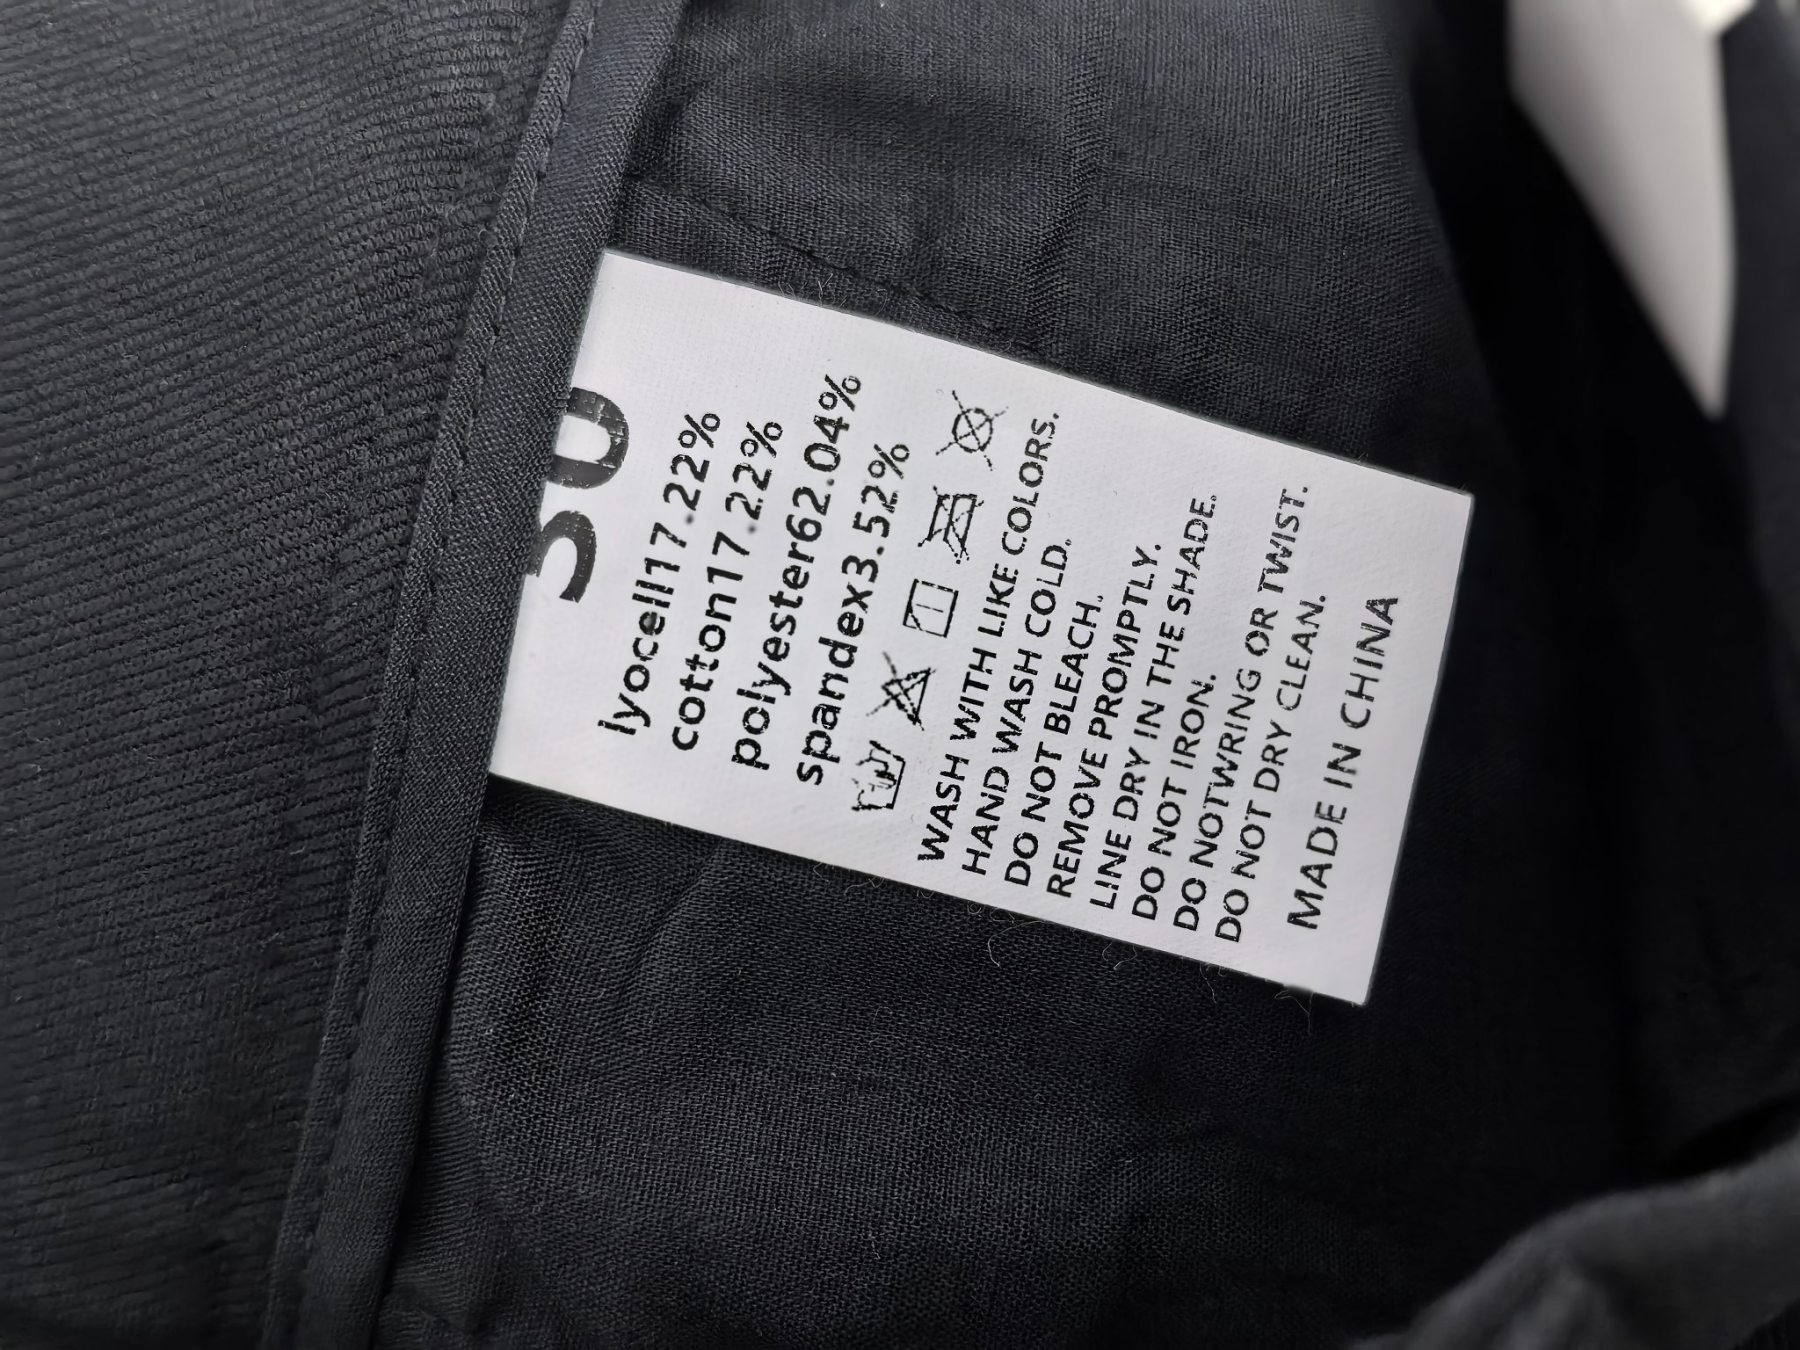 lyocell17.22%
cotton17.22%
polyester62.04%
spandex3.52%
WASH WITH LIKE COLORS.
HAND WASH COLD.
DO NOT BLEACH.
REMOVE PROMPTLY.
LINE DRY IN THE SHADE.
DO NOT IRON.
DO NOTWRING OR TWIST.
DO NOT DRY CLEAN.
MADE IN CHINA